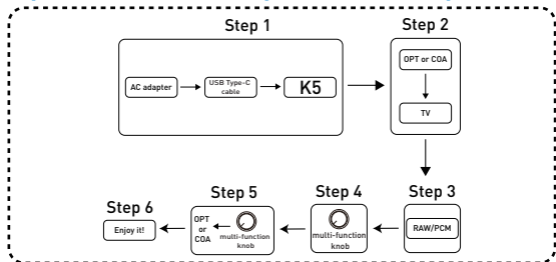 Step 1
AC adapter
USB Type-C
cable
K5
Step 2
OPT or COA
TV
Step 3
RAW/PCM
Step 4
multi-function
knob
Step 5
OPT
or
COA
multi-function
knob
Step 6
Enjoy it!